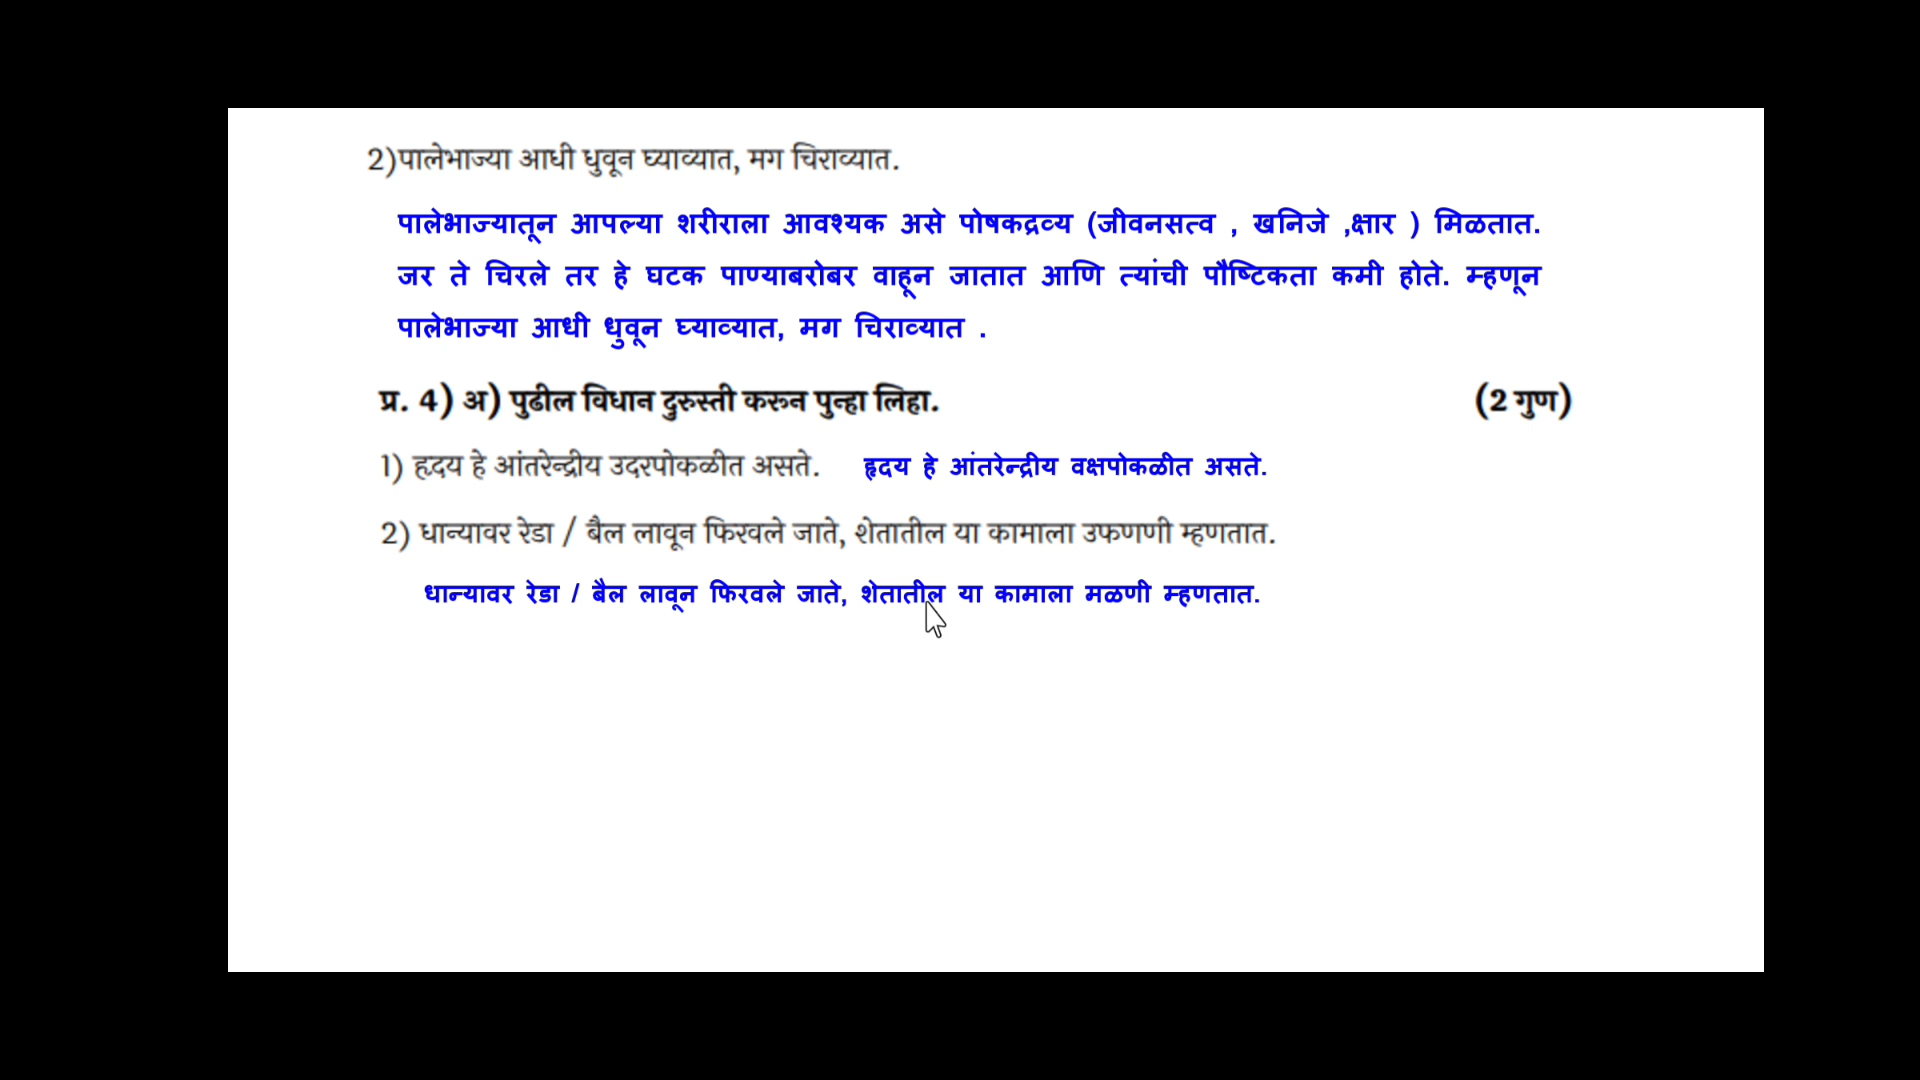 2)पालेभाज्या आधी धुवून घ्याव्यात, मग चिराव्यात.
पालेभाज्यातून आपल्या शरीराला आवश्यक असे पोषकद्रव्य (जीवनसत्व , खनिजे ,क्षार ) मिळतात.
जर ते चिरले तर हे घटक पाण्याबरोबर वाहून जातात आणि त्यांची पौष्टिकता कमी होते. म्हणून
पालेभाज्या आधी धुवून घ्याव्यात, मग चिराव्यात .
प्र. 4) अ) पुढील विधान दुरुस्ती करून पुन्हा लिहा. (2 गुण)
1) हृदय हे आंतरेन्द्रीय उदरपोकळीत असते. हृदय हे आंतरेन्द्रीय वक्षपोकळीत असते.
2) धान्यावर रेडा / बैल लावून फिरवले जाते, शेतातील या कामाला उफणणी म्हणतात.
धान्यावर रेडा / बैल लावून फिरवले जाते, शेतातील या कामाला मळणी म्हणतात.